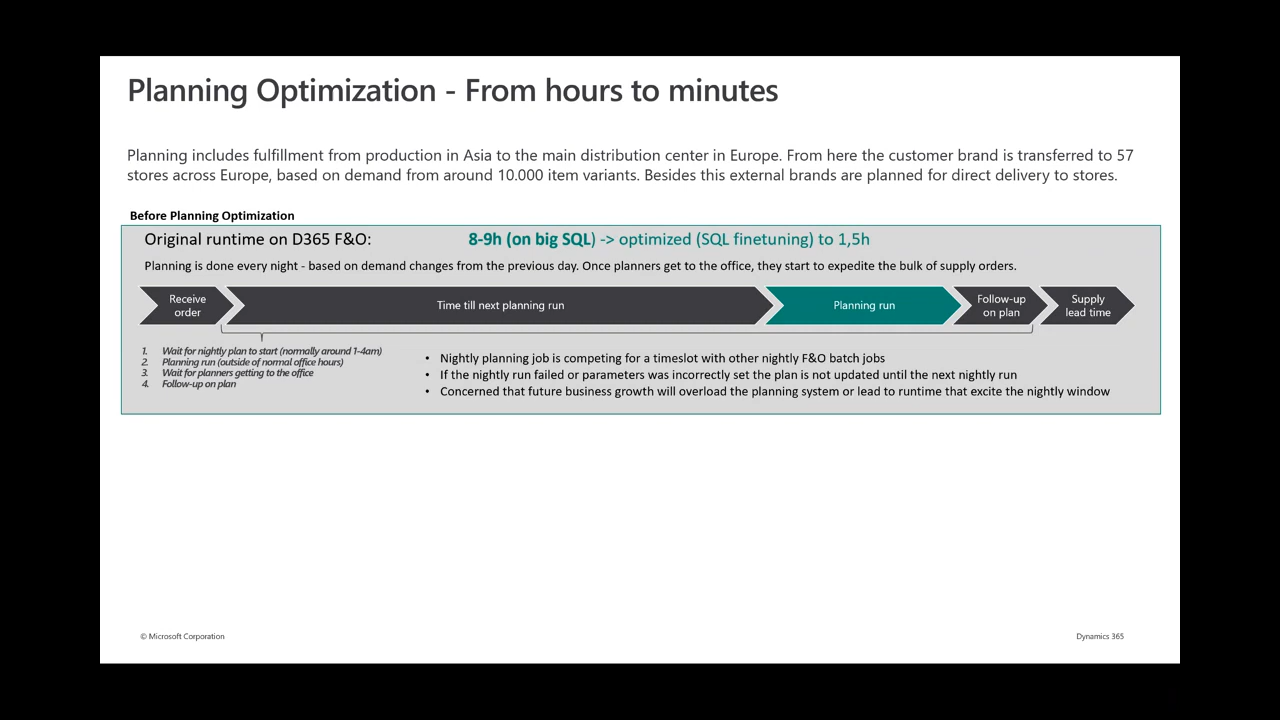 Planning Optimization - From hours to minutes
Planning includes fulfillment from production in Asia to the main distribution center in Europe. From here the customer brand is transferred to 57
stores across Europe, based on demand from around 10.000 item variants. Besides this external brands are planned for direct delivery to stores.
Before Planning Optimization
Original runtime on D365 F&O: 8-9h (on big SQL) -> optimized (SQL finetuning) to 1,5h
Planning is done every night - based on demand changes from the previous day. Once planners get to the office, they start to expedite the bulk of supply orders.
Receive
order
Time till next planning run
Planning run
Follow-up
on plan
Supply
lead time
1. Wait for nightly plan to start (normally around 1-4am)
2. Planning run (outside of normal office hours)
3. Wait for planners getting to the office
4. Follow-up on plan
• Nightly planning job is competing for a timeslot with other nightly F&O batch jobs
• If the nightly run failed or parameters was incorrectly set the plan is not updated until the next nightly run
• Concerned that future business growth will overload the planning system or lead to runtime that excite the nightly window
© Microsoft Corporation
Dynamics 365